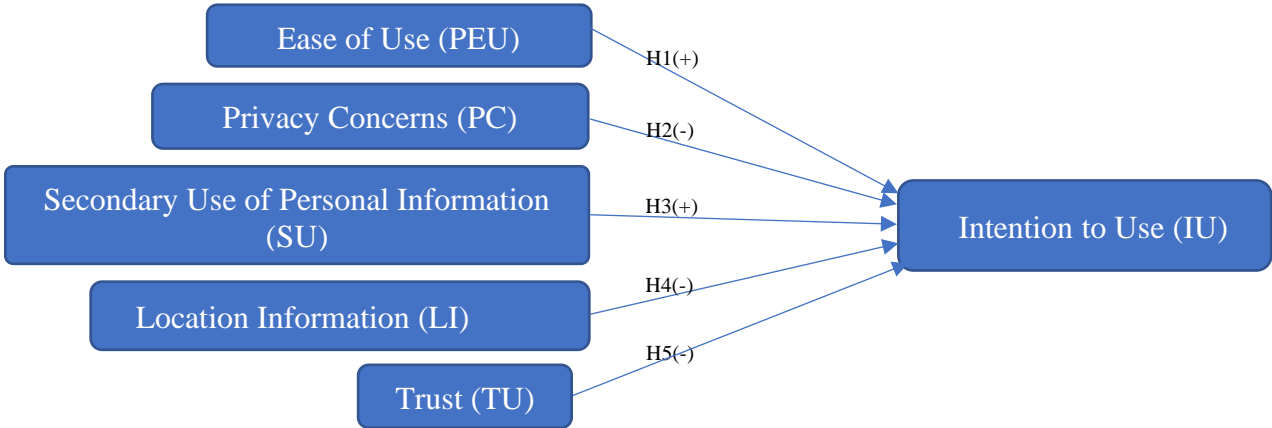 Ease of Use (PEU)
H1(+)
Privacy Concerns (PC)
H2(-)
Secondary Use of Personal Information
(SU)
H3(+)
Intention to Use (IU)
Location Information (LI)
H4(-)
Trust (TU)
H5(-)